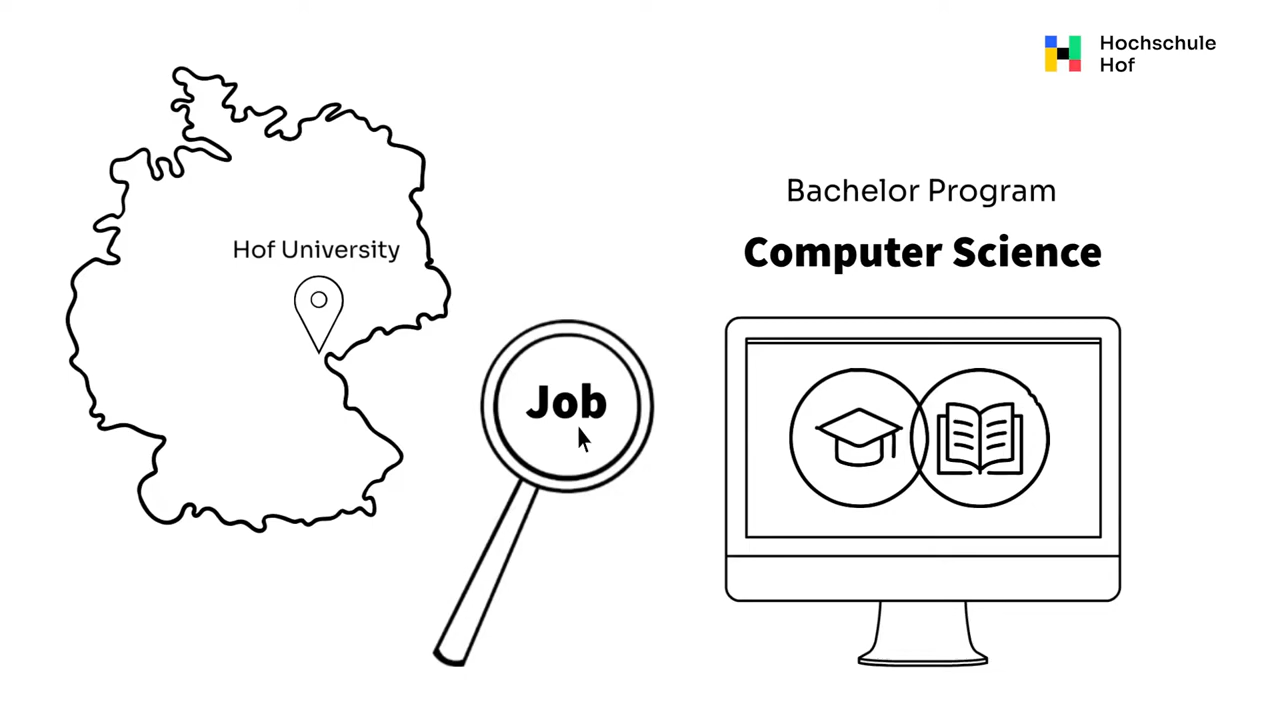 Hochschule
Hof
Bachelor Program
Computer Science
Hof University
Job